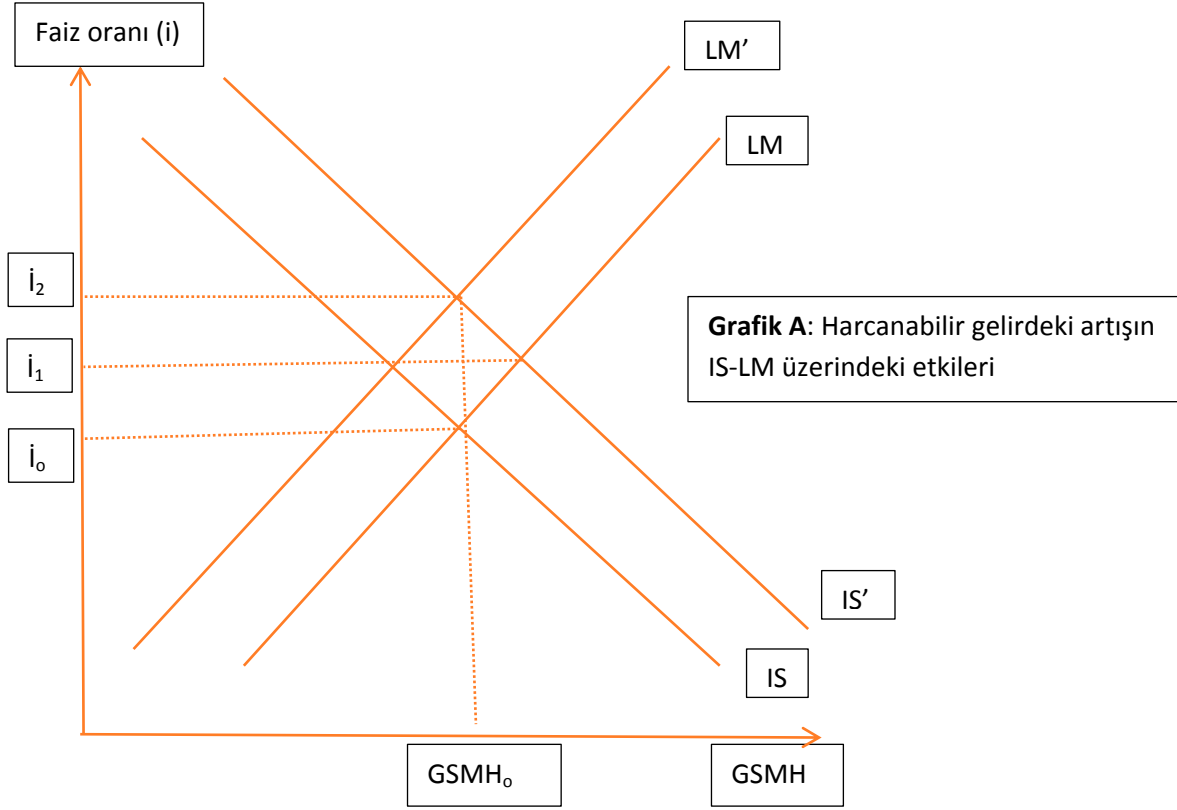 Faiz oranı (i)
LM’
LM
İ₂
İ₁
İₒ
Grafik A: Harcanabilir gelirdeki artışın
IS-LM üzerindeki etkileri
IS’
IS
GSMHₒ
GSMH